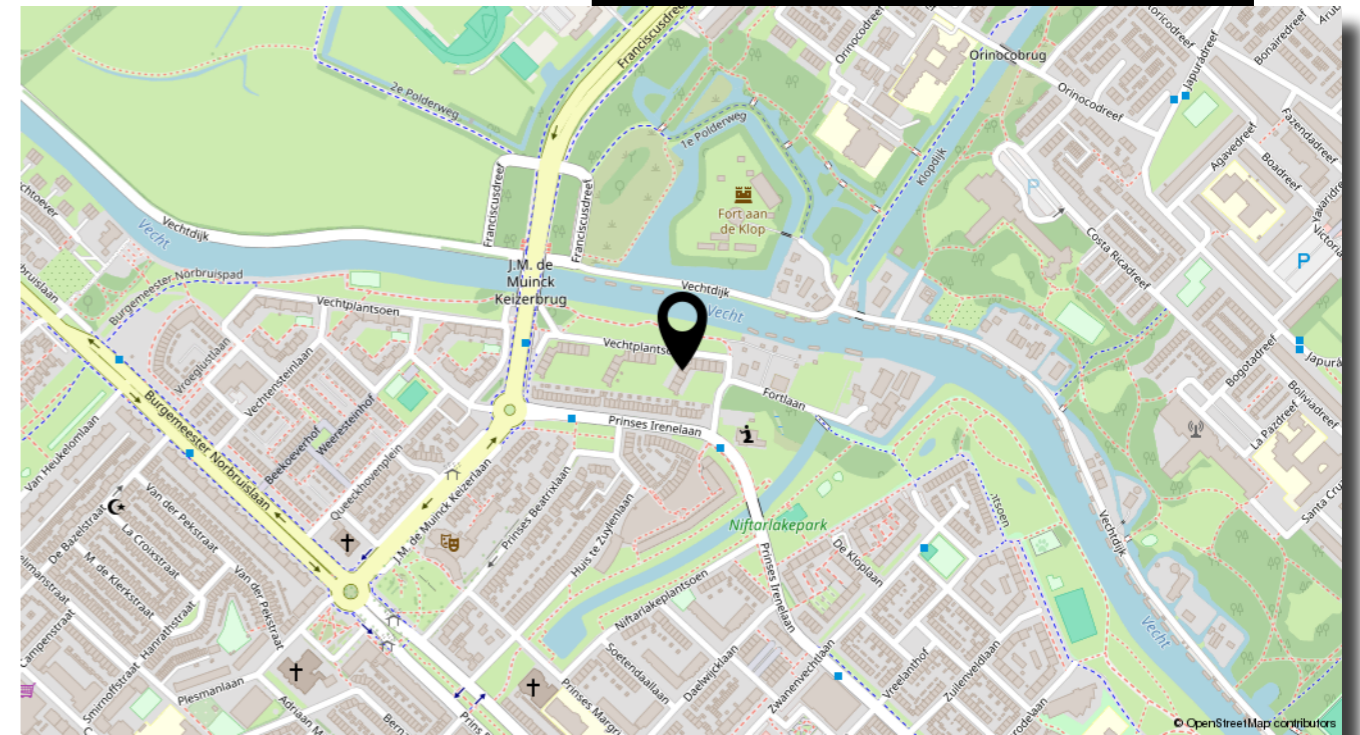 Franciscusdreef
Orinocodreef
Orinocobrug
Japuradreef
Bonairedreef
2e Polderweg
1e Polderweg
Orinocodreef
Fazendadreef
Agavedreef
Boadreef
Klopdijk
P
Fort aan
de Klop
Franciscusdreef
Franciscusdreef
Vechtdijk
Vecht
Costa Ricadreef
P
J.M. de
Muinck
Keizerbrug
Burgemeester Norbruispad
Vechtdijk
Vecht
Vechtplantsoen
Vroeglustlaan
Vechtensteinlaan
Bogotadreef
Boliviadreef
Fortlaan
Burgemeester Norbruislaan
Prinses Irenelaan
Beekoeverhof
Weeresteinhof
La Pazdreef
Van Heukelomlaan
Queeckhovenplein
J.M. de Muinck Keizerlaan
Prinses Beatrixlaan
Huis te Zuylenlaan
Niftarlakepark
Vechtdijk
De Bazelstraat
Van der Pekstraat
La Croixstraat
M. de Klerkstraat
Van der Pekstraat
Prinses Irenelaan
De Kloplaan
Niftarlakeplantsoen
Hanrathstraat
Smirnoffstraat
Soetendaallaan
Daelwijcklaan
Zwanenvechtlaan
Vreelanthof
Zuilenveldlaan
Vecht
Plesmanlaan
© OpenStreetMap contributors